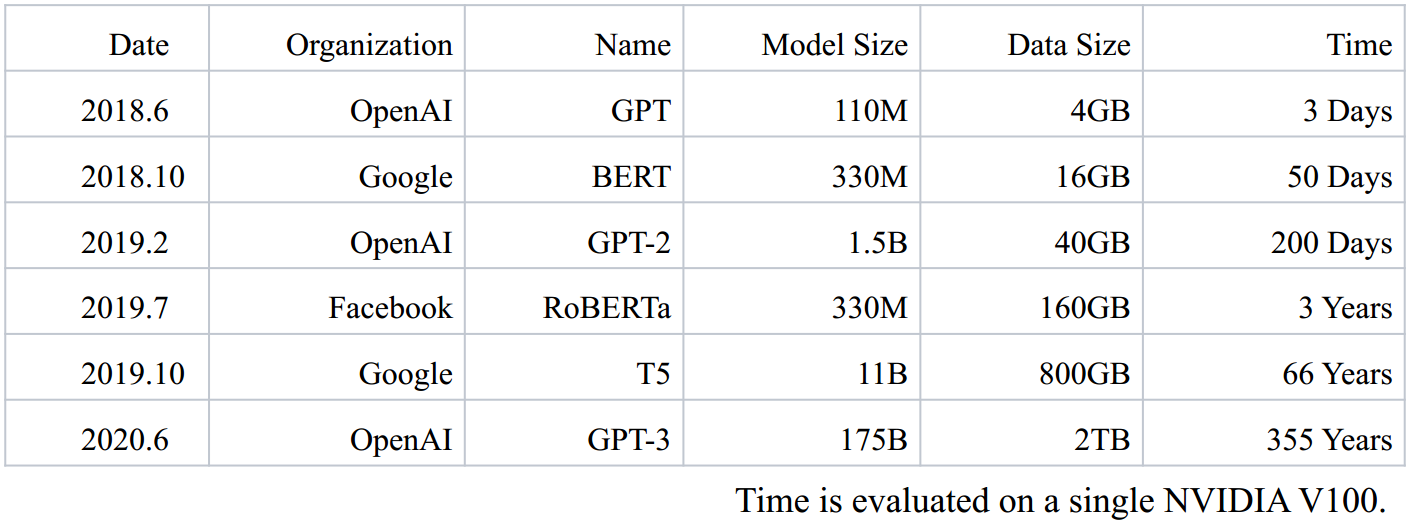 Date Organization Name Model Size Data Size Time
2018.6 OpenAI GPT 110M 4GB 3 Days
2018.10 Google BERT 330M 16GB 50 Days
2019.2 OpenAI GPT-2 1.5B 40GB 200 Days
2019.7 Facebook RoBERTa 330M 160GB 3 Years
2019.10 Google T5 11B 800GB 66 Years
2020.6 OpenAI GPT-3 175B 2TB 355 Years
Time is evaluated on a single NVIDIA V100.